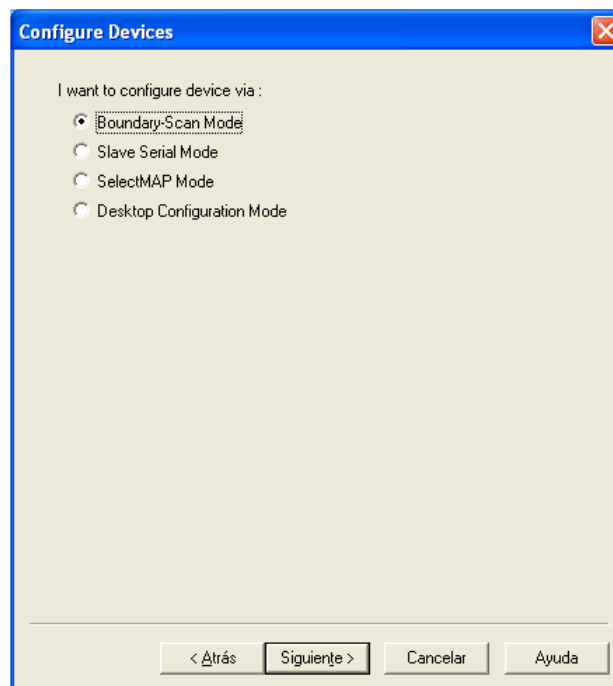 Configure Devices
I want to configure device via :
Boundary-Scan Mode
Slave Serial Mode
SelectMAP Mode
Desktop Configuration Mode
< Atrás Siguiente > Cancelar Ayuda